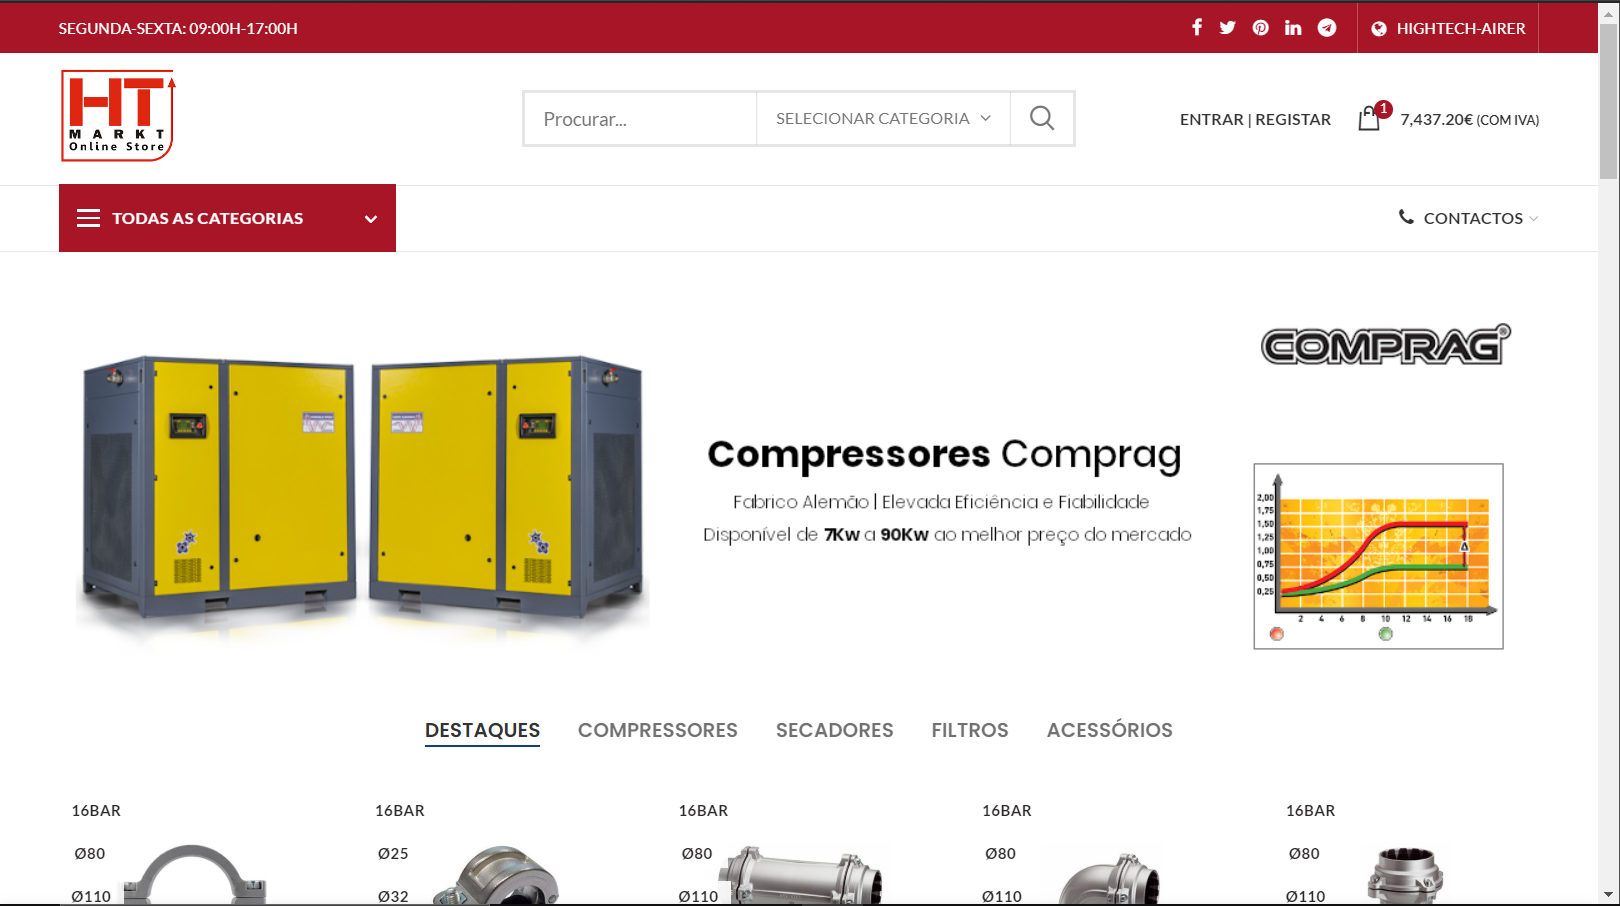 SEGUNDA-SEXTA: 09:00H-17:00H
HIGHTECH-AIRER
HT
MARKT
Online Store
Procurar...
SELECIONAR CATEGORIA
ENTRAR | REGISTAR
1
7,437.20€ (COM IVA)
TODAS AS CATEGORIAS
CONTACTOS
COMPRAG®
Compressores Comprag
Fabrico Alemão | Elevada Eficiência e Fiabilidade
Disponível de 7Kw a 90Kw ao melhor preço do mercado
2,00
1,75
1,50
1,25
1,00
0,75
0,50
0,25
Δ
2 4 6 8 10 12 14 16 18
DESTAQUES COMPRESSORES SECADORES FILTROS ACESSÓRIOS
16BAR 16BAR 16BAR 16BAR 16BAR
Ø80 Ø25 Ø80 Ø80 Ø80
Ø110 Ø32 Ø110 Ø110 Ø110